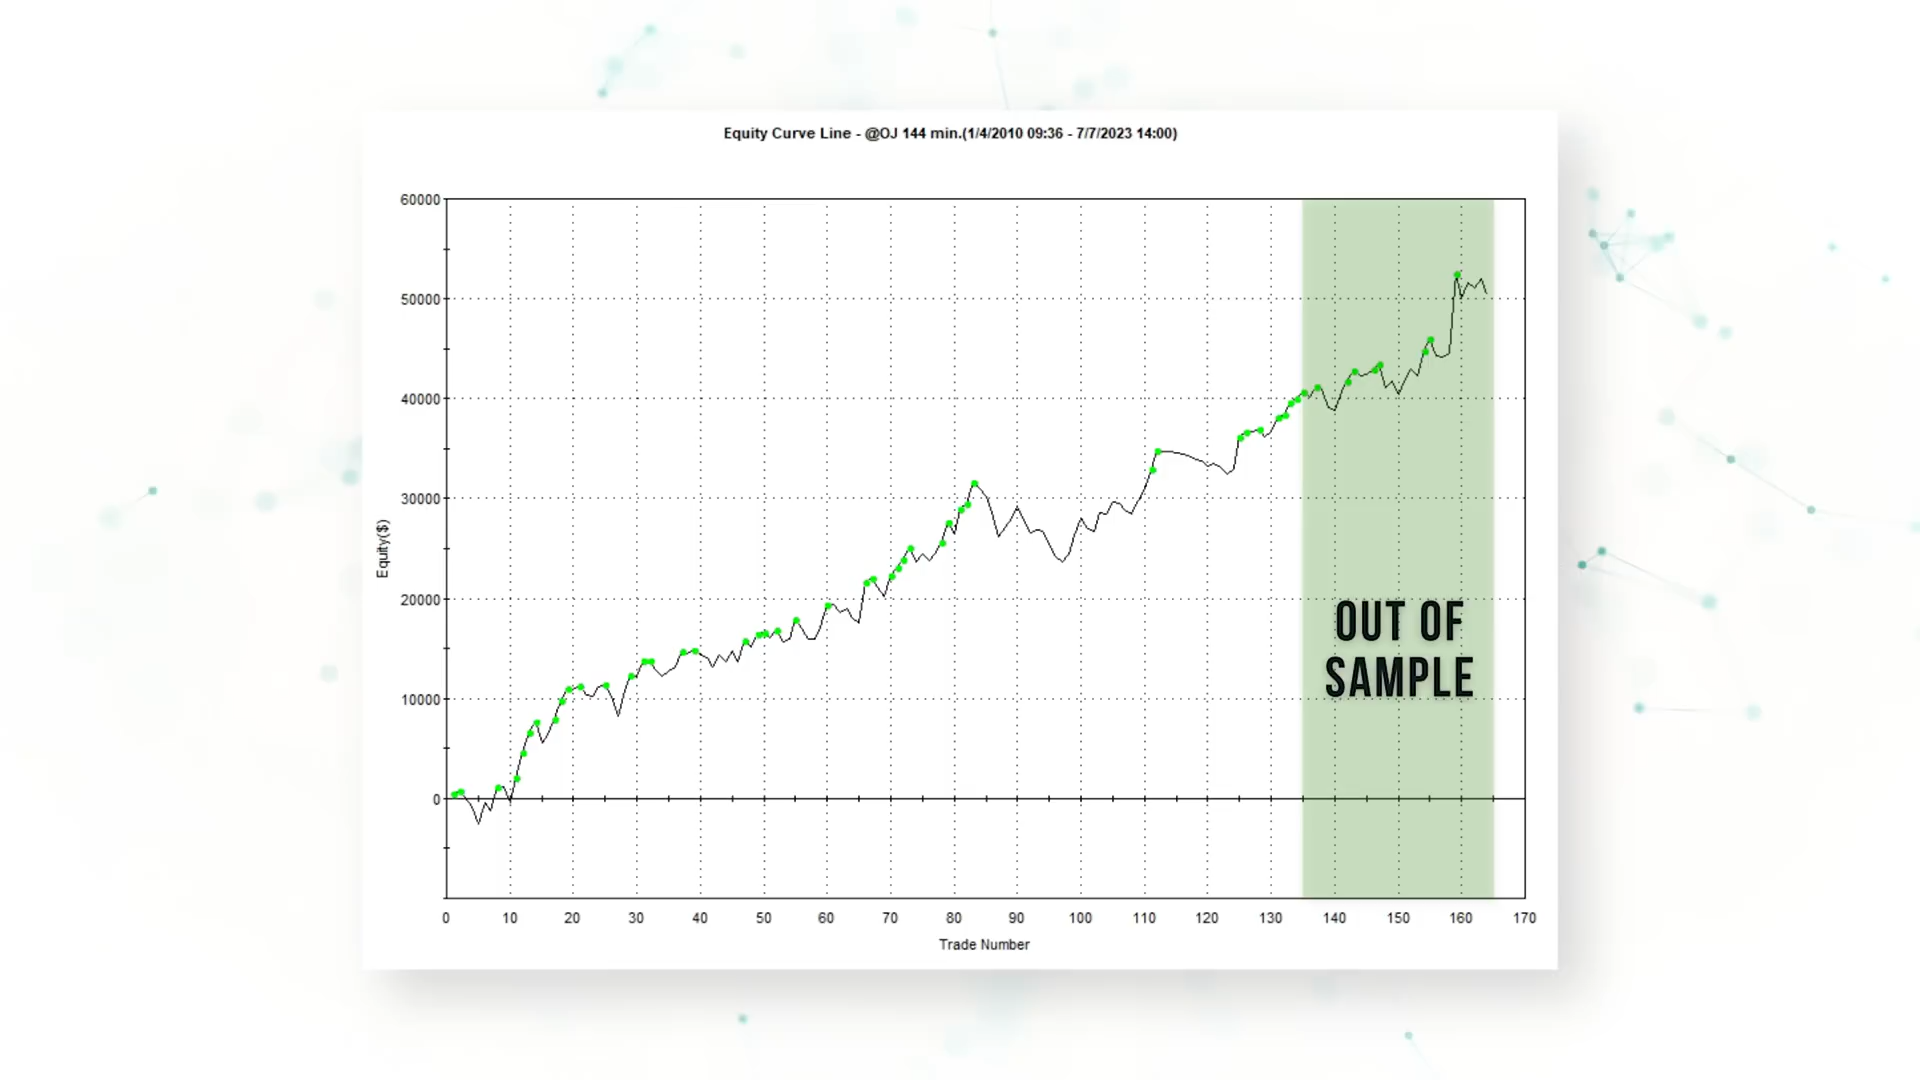 Equity Curve Line - @OJ 144 min.(1/4/2010 09:36 - 7/7/2023 14:00)
60000
50000
40000
30000
20000
10000
0
Equity($)
OUT OF
SAMPLE
0 10 20 30 40 50 60 70 80 90 100 110 120 130 140 150 160 170
Trade Number